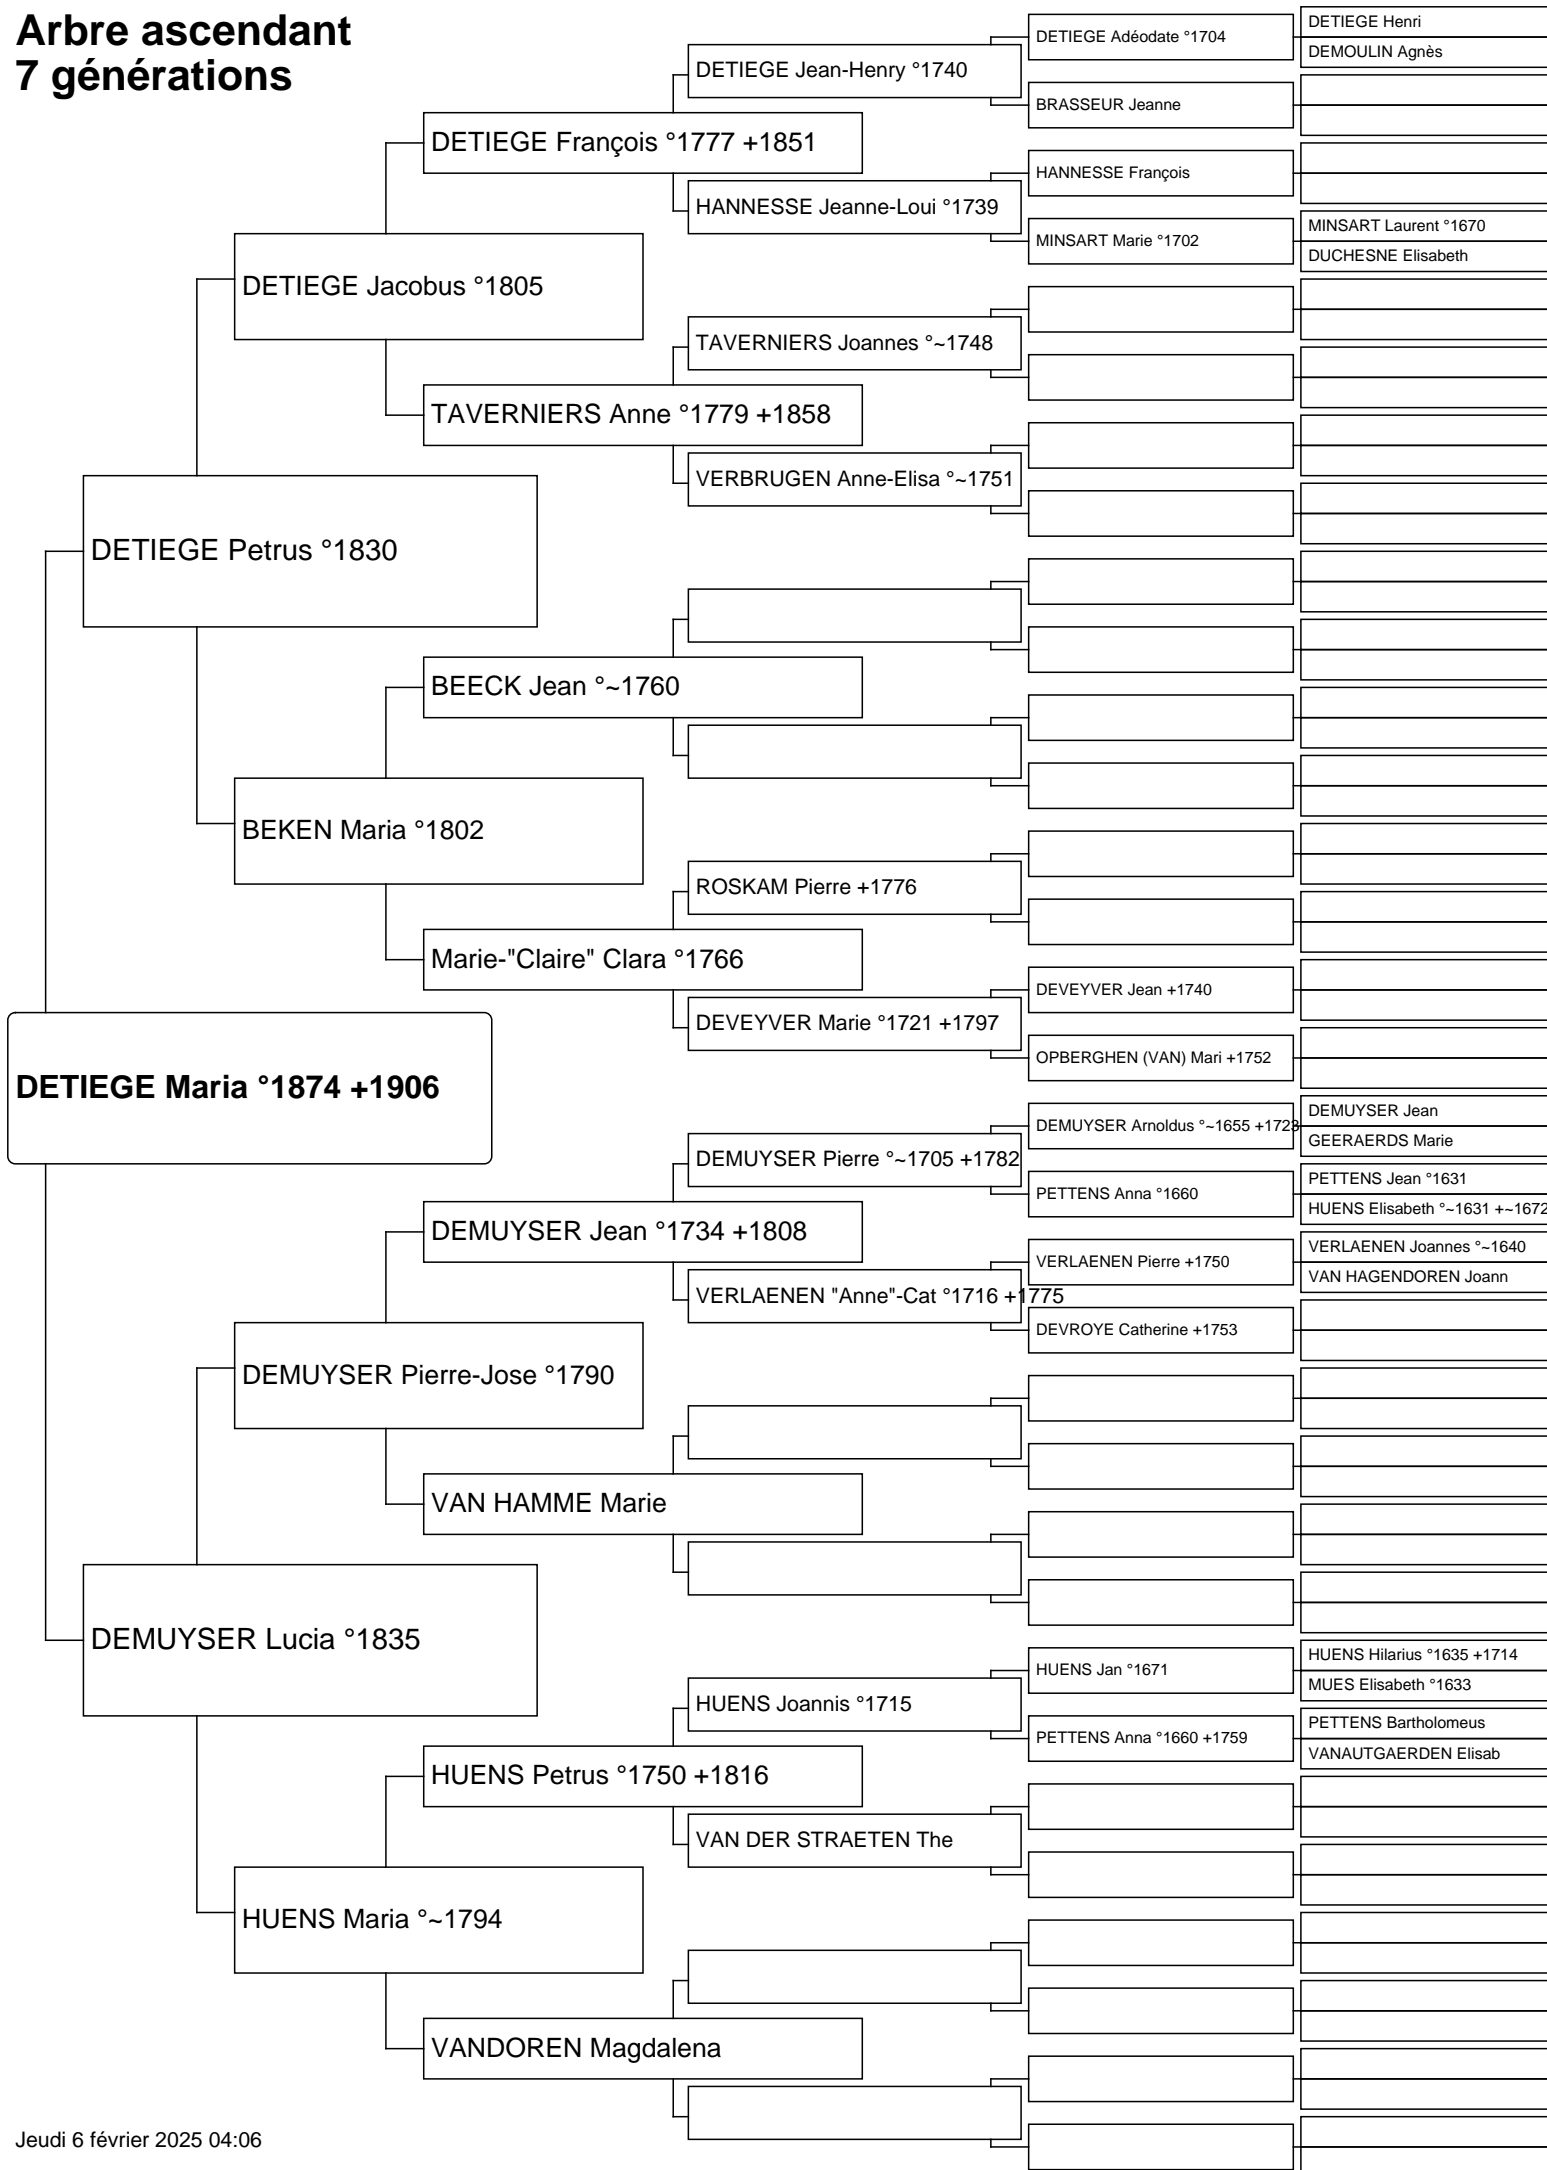 Arbre ascendant
7 générations
DETIEGE Henri
DETIEGE Adéodate °1704
DEMOULIN Agnès
DETIEGE Jean-Henry °1740
BRASSEUR Jeanne
DETIEGE François °1777 +1851
HANNESSE François
HANNESSE Jeanne-Loui °1739
MINSART Laurent °1670
MINSART Marie °1702
DUCHESNE Elisabeth
DETIEGE Jacobus °1805
TAVERNIERS Joannes °~1748
TAVERNIERS Anne °1779 +1858
VERBRUGEN Anne-Elisa °~1751
DETIEGE Petrus °1830
BEECK Jean °~1760
BEKEN Maria °1802
ROSKAM Pierre +1776
Marie-"Claire" Clara °1766
DEVEYVER Jean +1740
DEVEYVER Marie °1721 +1797
OPBERGHEN (VAN) Mari +1752
DETIEGE Maria °1874 +1906
DEMUYSER Jean
DEMUYSER Arnoldus °~1655 +1723
GEERAERDS Marie
DEMUYSER Pierre °~1705 +1782
PETTENS Jean °1631
PETTENS Anna °1660
HUENS Elisabeth °~1631 +~1672
DEMUYSER Jean °1734 +1808
VERLAENEN Joannes °~1640
VERLAENEN Pierre +1750
VAN HAGENDOREN Joann
VERLAENEN "Anne"-Cat °1716 +1775
DEVROYE Catherine +1753
DEMUYSER Pierre-Jose °1790
VAN HAMME Marie
DEMUYSER Lucia °1835
HUENS Hilarius °1635 +1714
HUENS Jan °1671
MUES Elisabeth °1633
HUENS Joannis °1715
PETTENS Bartholomeus
PETTENS Anna °1660 +1759
VANAUTGAERDEN Elisab
HUENS Petrus °1750 +1816
VAN DER STRAETEN The
HUENS Maria °~1794
VANDOREN Magdalena
Jeudi 6 février 2025 04:06